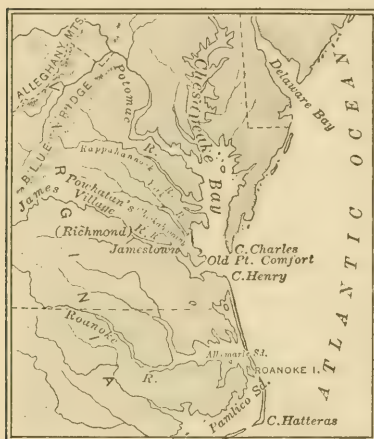 ALLEGHANY MTS.
BLUE RIDGE
Potomac
R.
Chesapeake
Bay
Delaware Bay
ATLANTIC OCEAN
Rappahannock
R.
VIRGINIA
James
R.
Powhatan's
Village
(Richmond)
Jamestown
C. Charles
Old Pt. Comfort
C. Henry
Roanoke
R.
Albemarle Sd.
ROANOKE I.
Pamlico Sd.
C. Hatteras